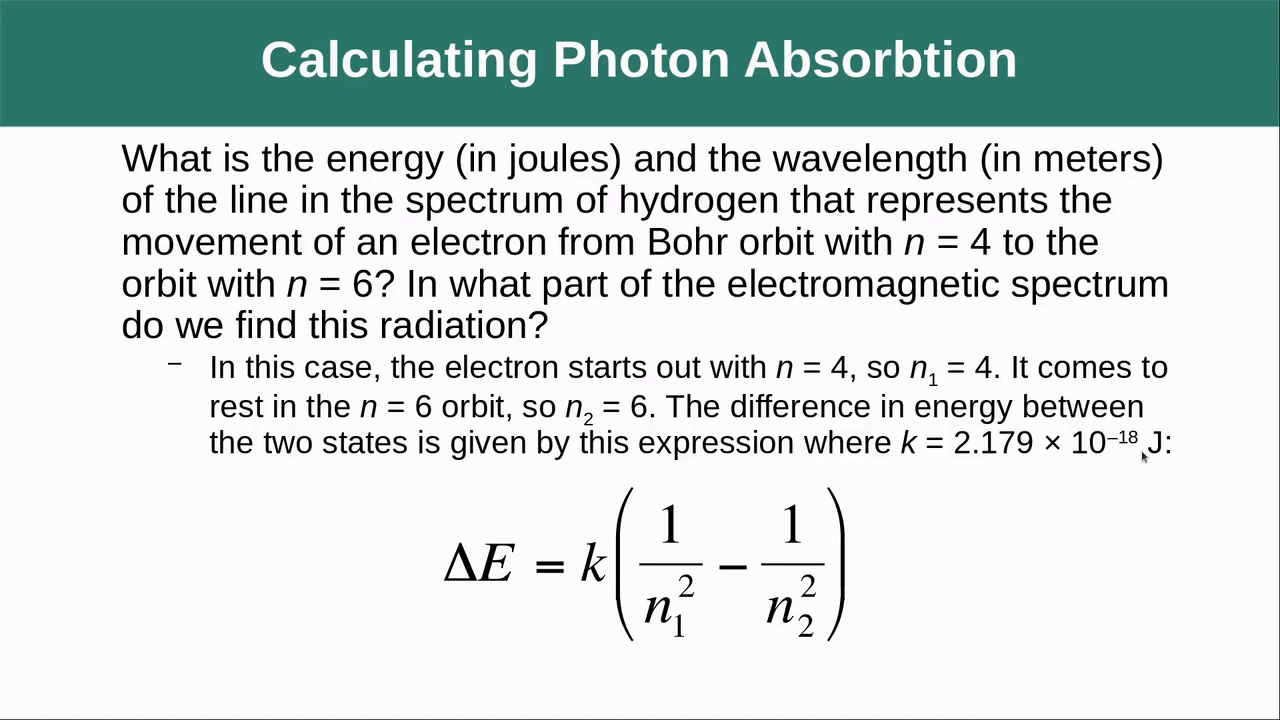 Calculating Photon Absorbtion
What is the energy (in joules) and the wavelength (in meters)
of the line in the spectrum of hydrogen that represents the
movement of an electron from Bohr orbit with n = 4 to the
orbit with n = 6? In what part of the electromagnetic spectrum
do we find this radiation?
– In this case, the electron starts out with n = 4, so n₁ = 4. It comes to
rest in the n = 6 orbit, so n₂ = 6. The difference in energy between
the two states is given by this expression where k = 2.179 × 10⁻¹⁸ J:
ΔE = k(1/n₁² − 1/n₂²)